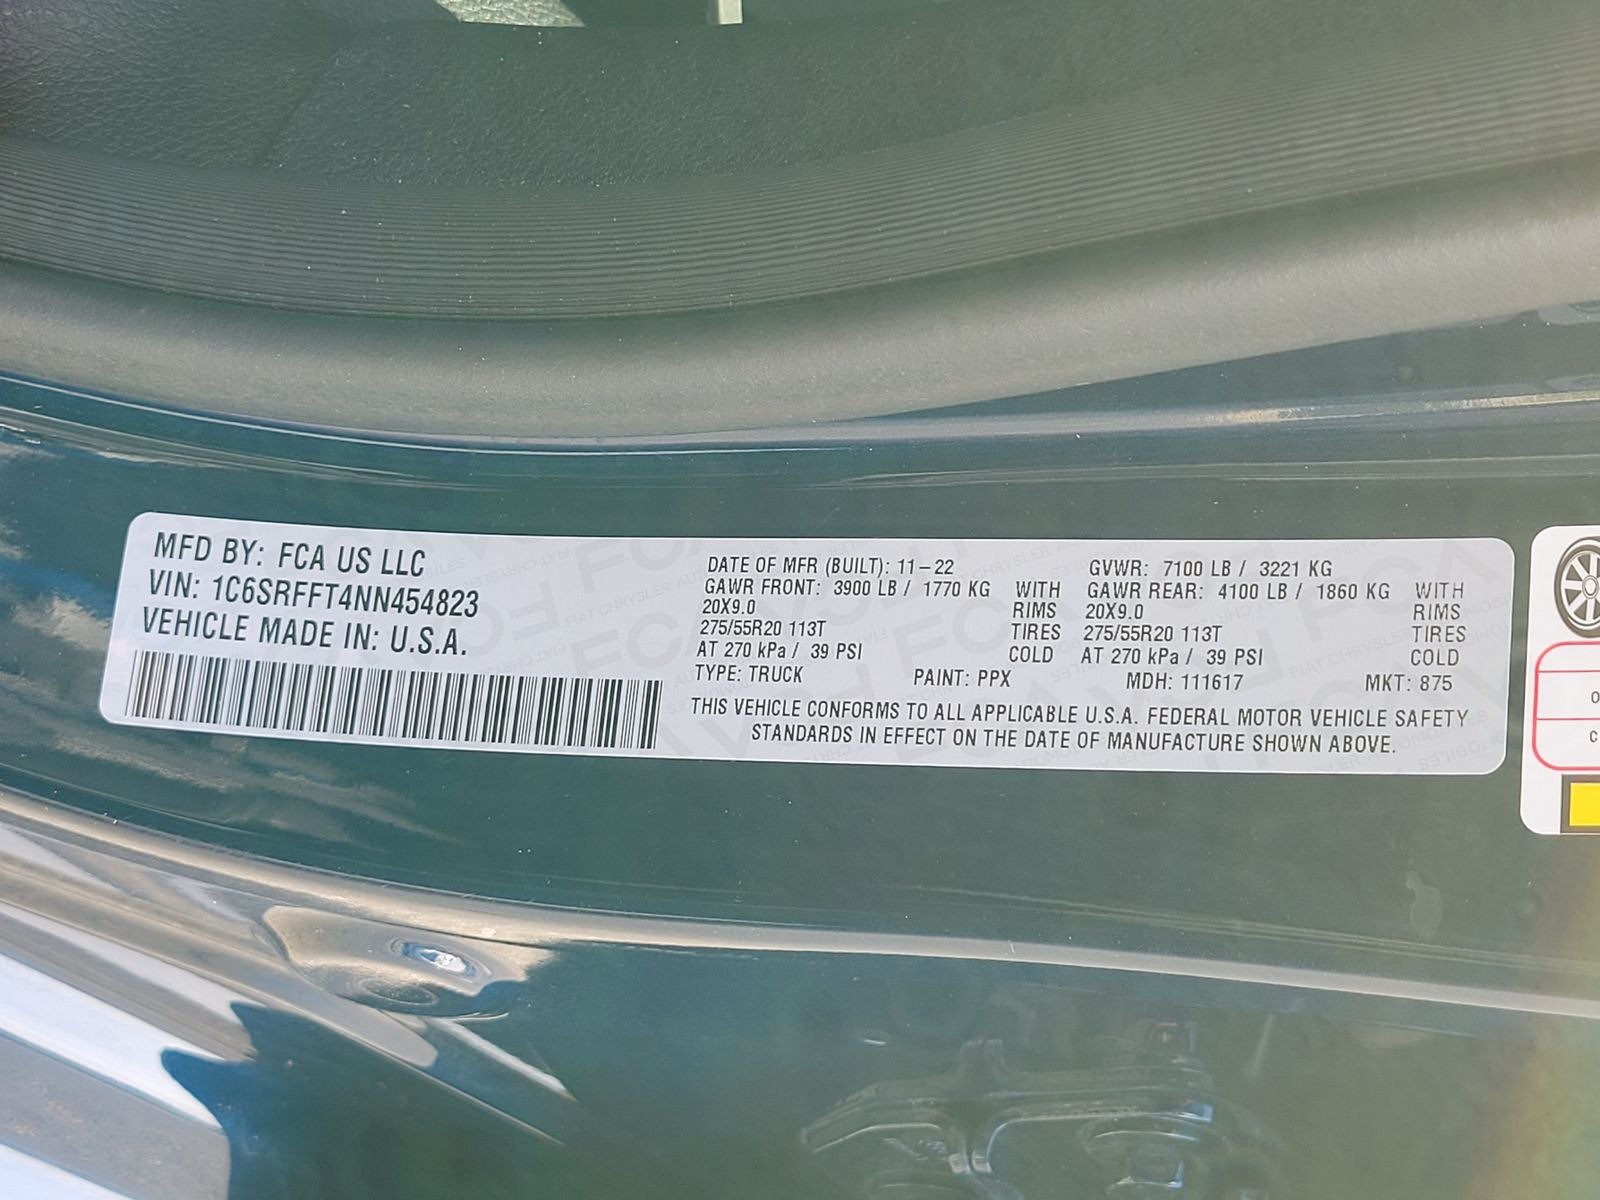 MFD BY: FCA US LLC
VIN: 1C6SRFFT4NN454823
VEHICLE MADE IN: U.S.A.
DATE OF MFR (BUILT): 11-22 GVWR: 7100 LB / 3221 KG
GAWR FRONT: 3900 LB / 1770 KG WITH GAWR REAR: 4100 LB / 1860 KG WITH
20X9.0 RIMS 20X9.0 RIMS
275/55R20 113T TIRES 275/55R20 113T TIRES
AT 270 kPa / 39 PSI COLD AT 270 kPa / 39 PSI COLD
TYPE: TRUCK PAINT: PPX MDH: 111617 MKT: 875
THIS VEHICLE CONFORMS TO ALL APPLICABLE U.S.A. FEDERAL MOTOR VEHICLE SAFETY
STANDARDS IN EFFECT ON THE DATE OF MANUFACTURE SHOWN ABOVE.